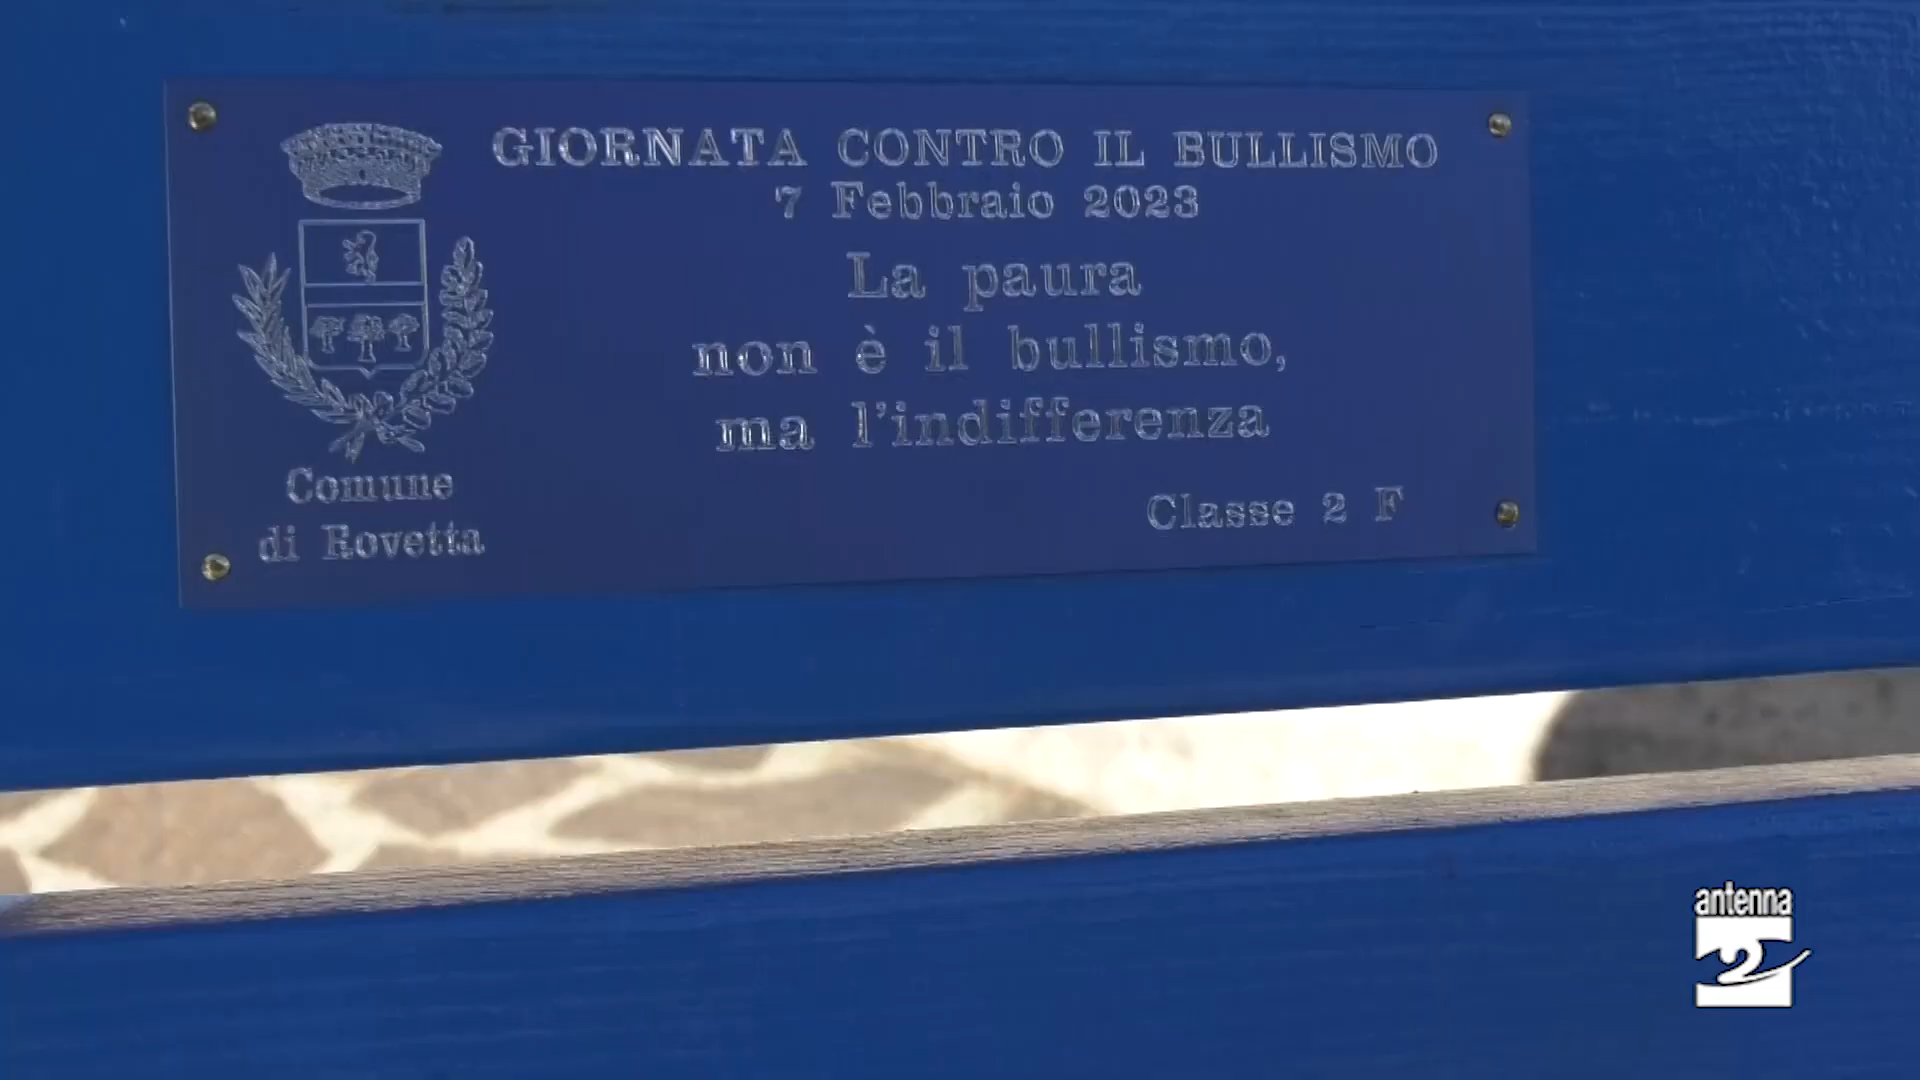 GIORNATA CONTRO IL BULLISMO
7 Febbraio 2023
La paura
non è il bullismo,
ma l'indifferenza
Classe 2 F
Comune
di Rovetta
antenna
2